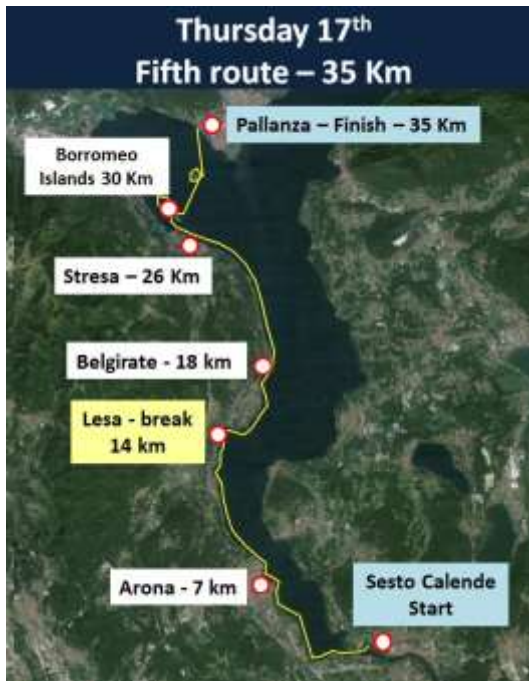 Thursday 17th
Fifth route – 35 Km
Pallanza – Finish – 35 Km
Borromeo
Islands 30 Km
Stresa – 26 Km
Belgirate - 18 km
Lesa - break
14 km
Arona - 7 km
Sesto Calende
Start